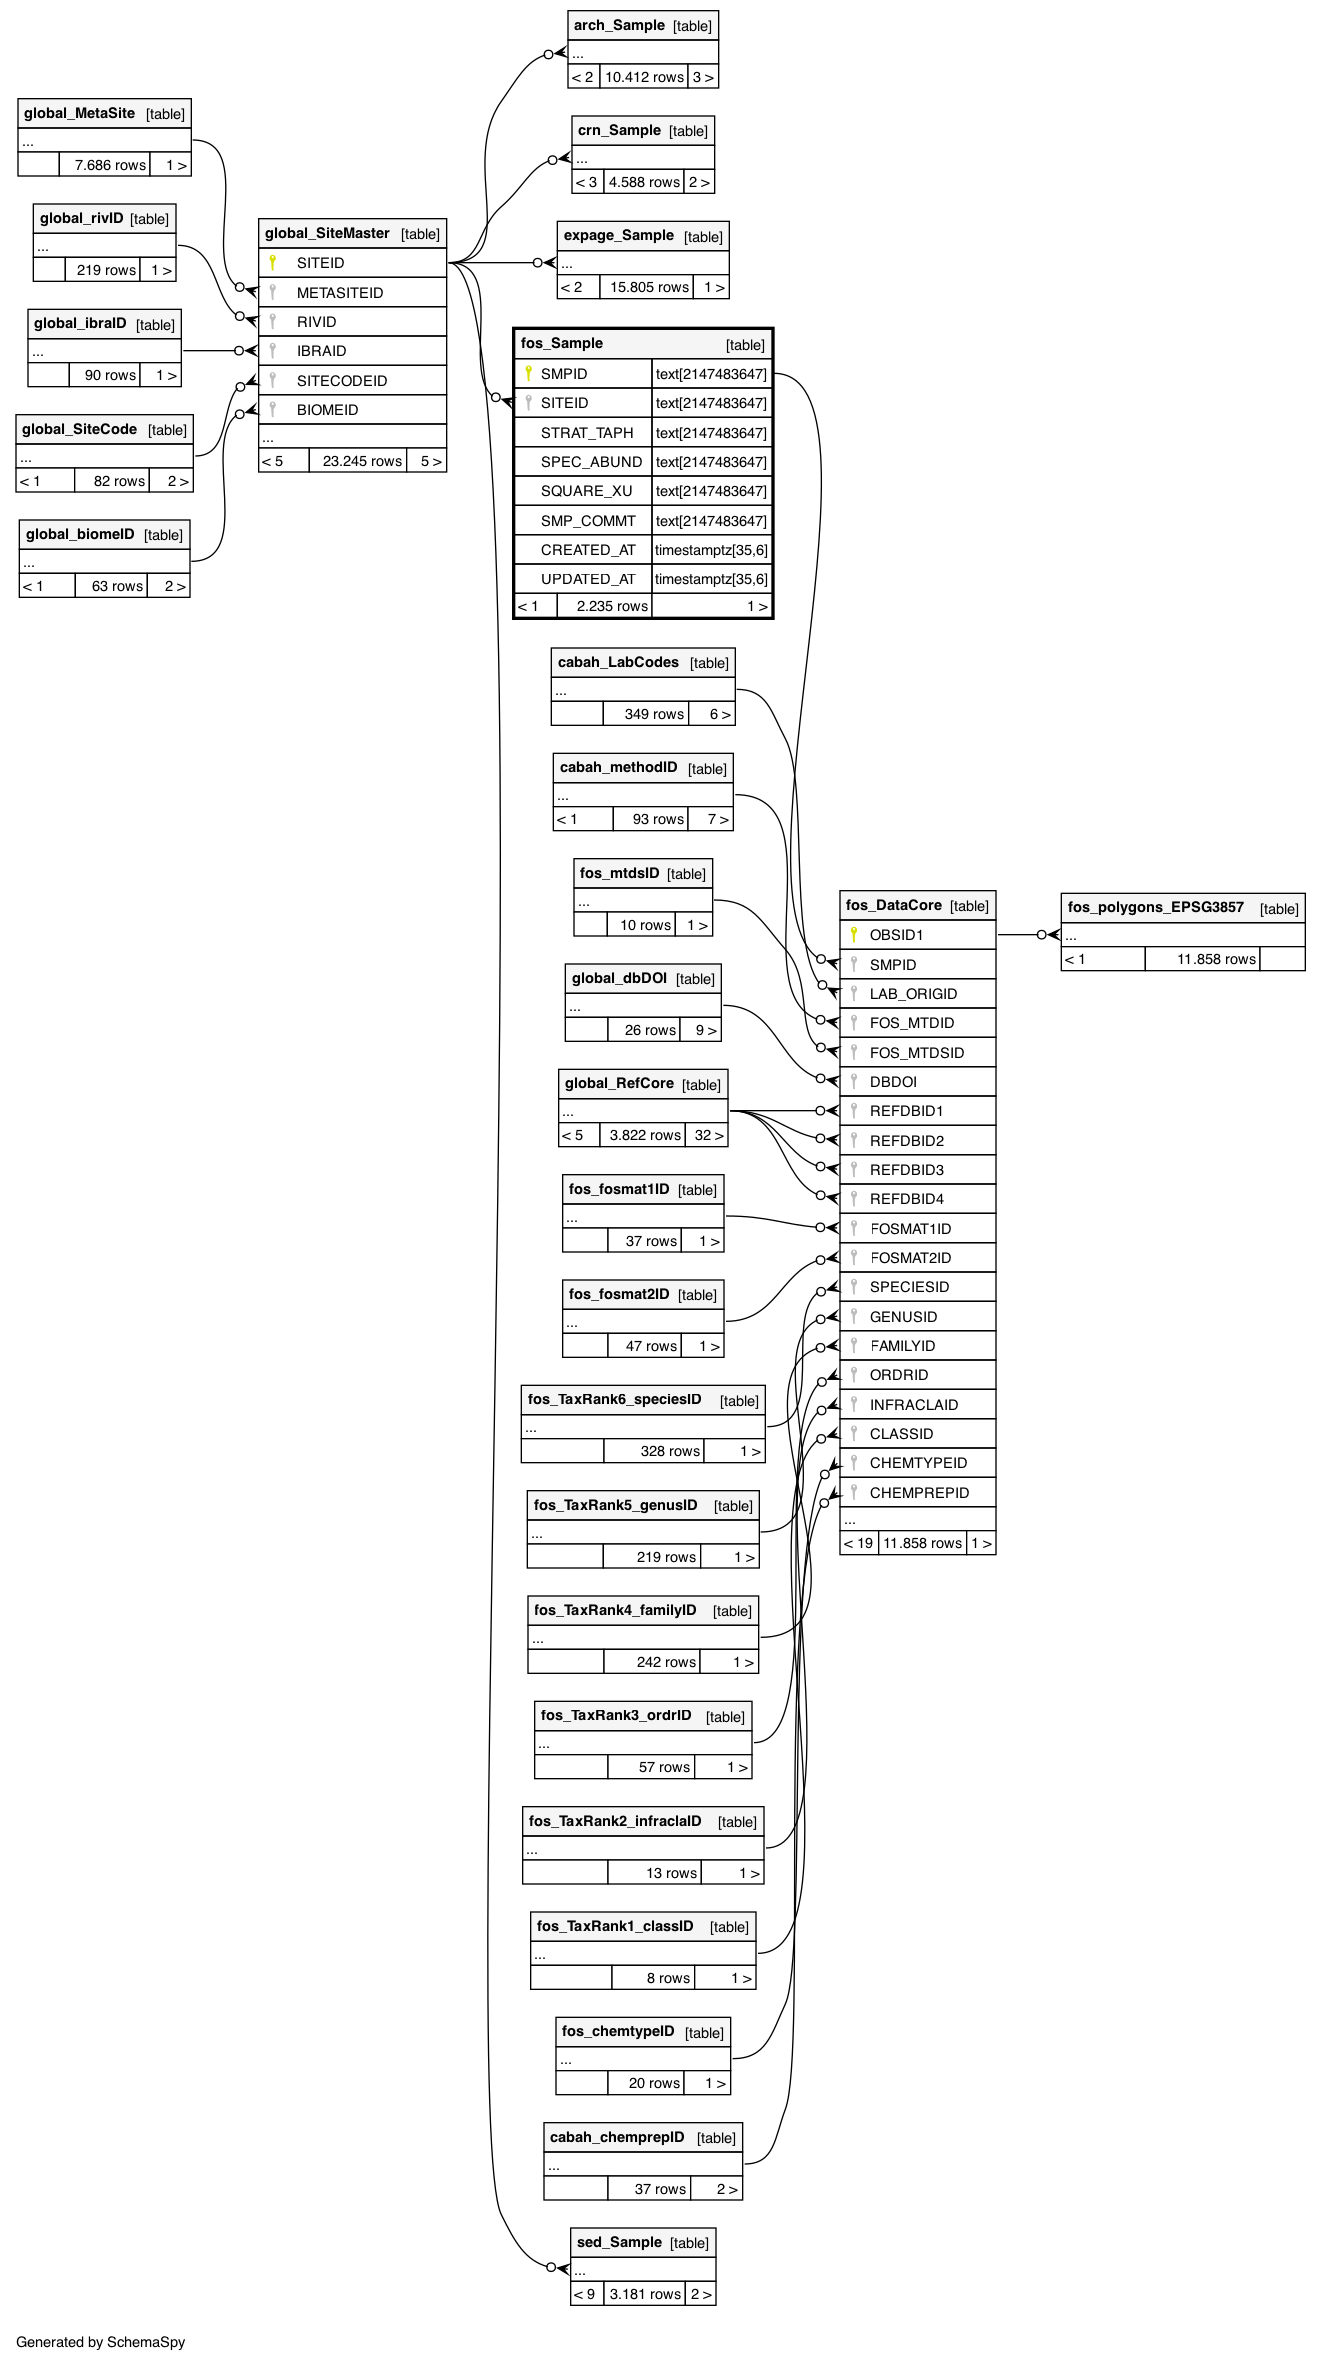 arch_Sample [table]
...
< 2 10.412 rows 3 >
global_MetaSite [table]
...
7.686 rows 1 >
crn_Sample [table]
...
< 3 4.588 rows 2 >
global_rivID [table]
...
219 rows 1 >
global_SiteMaster [table]
SITEID
METASITEID
RIVID
IBRAID
SITECODEID
BIOMEID
...
< 5 23.245 rows 5 >
expage_Sample [table]
...
< 2 15.805 rows 1 >
global_ibraID [table]
...
90 rows 1 >
global_SiteCode [table]
...
< 1 82 rows 2 >
global_biomeID [table]
...
< 1 63 rows 2 >
fos_Sample [table]
SMPID text[2147483647]
SITEID text[2147483647]
STRAT_TAPH text[2147483647]
SPEC_ABUND text[2147483647]
SQUARE_XU text[2147483647]
SMP_COMMT text[2147483647]
CREATED_AT timestamptz[35,6]
UPDATED_AT timestamptz[35,6]
< 1 2.235 rows 1 >
cabah_LabCodes [table]
...
349 rows 6 >
cabah_methodID [table]
...
< 1 93 rows 7 >
fos_mtdsID [table]
...
10 rows 1 >
global_dbDOI [table]
...
26 rows 9 >
global_RefCore [table]
...
< 5 3.822 rows 32 >
fos_fosmat1ID [table]
...
37 rows 1 >
fos_fosmat2ID [table]
...
47 rows 1 >
fos_TaxRank6_speciesID [table]
...
328 rows 1 >
fos_TaxRank5_genusID [table]
...
219 rows 1 >
fos_TaxRank4_familyID [table]
...
242 rows 1 >
fos_TaxRank3_ordrID [table]
...
57 rows 1 >
fos_TaxRank2_infraclaID [table]
...
13 rows 1 >
fos_TaxRank1_classID [table]
...
8 rows 1 >
fos_chemtypeID [table]
...
20 rows 1 >
cabah_chemprepID [table]
...
37 rows 2 >
sed_Sample [table]
...
< 9 3.181 rows 2 >
fos_DataCore [table]
OBSID1
SMPID
LAB_ORIGID
FOS_MTDID
FOS_MTDSID
DBDOI
REFDBID1
REFDBID2
REFDBID3
REFDBID4
FOSMAT1ID
FOSMAT2ID
SPECIESID
GENUSID
FAMILYID
ORDRID
INFRACLAID
CLASSID
CHEMTYPEID
CHEMPREPID
...
< 19 11.858 rows 1 >
fos_polygons_EPSG3857 [table]
...
< 1 11.858 rows
Generated by SchemaSpy